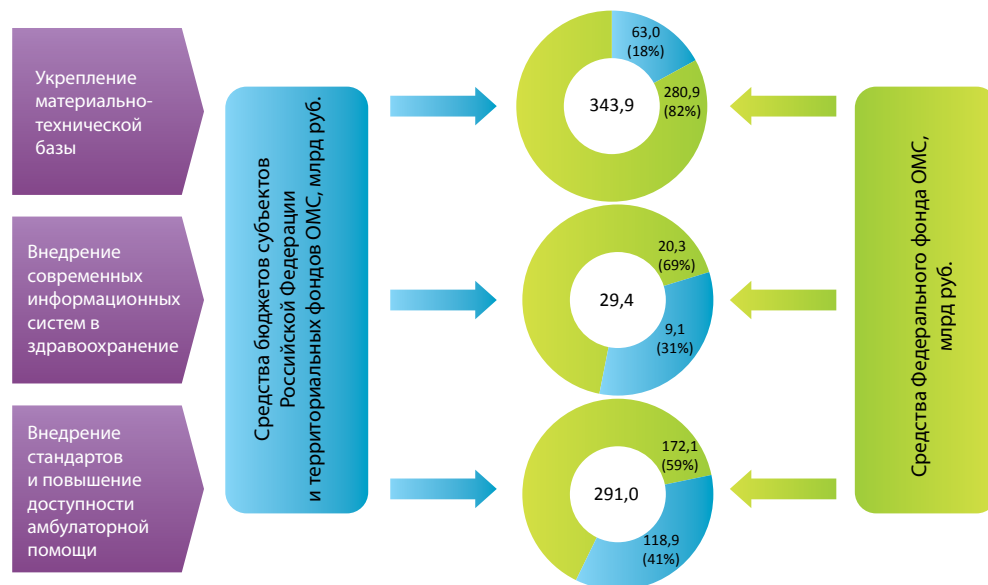 Укрепление
материально-
технической
базы
Внедрение
современных
информационных
систем в
здравоохранение
Внедрение
стандартов
и повышение
доступности
амбулаторной
помощи
Средства бюджетов субъектов
Российской Федерации
и территориальных фондов ОМС, млрд руб.
63,0
(18%)
280,9
(82%)
343,9
20,3
(69%)
29,4
9,1
(31%)
172,1
(59%)
291,0
118,9
(41%)
Средства Федерального фонда ОМС,
млрд руб.